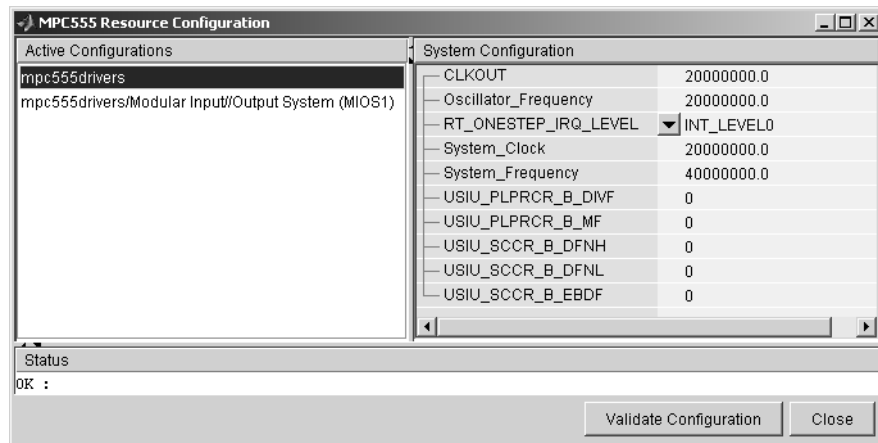 MPC555 Resource Configuration
Active Configurations
mpc555drivers
mpc555drivers/Modular Input//Output System (MIOS1)
System Configuration
CLKOUT 20000000.0
Oscillator_Frequency 20000000.0
RT_ONESTEP_IRQ_LEVEL INT_LEVEL0
System_Clock 20000000.0
System_Frequency 40000000.0
USIU_PLPRCR_B_DIVF 0
USIU_PLPRCR_B_MF 0
USIU_SCCR_B_DFNH 0
USIU_SCCR_B_DFNL 0
USIU_SCCR_B_EBDF 0
Status
OK :
Validate Configuration Close